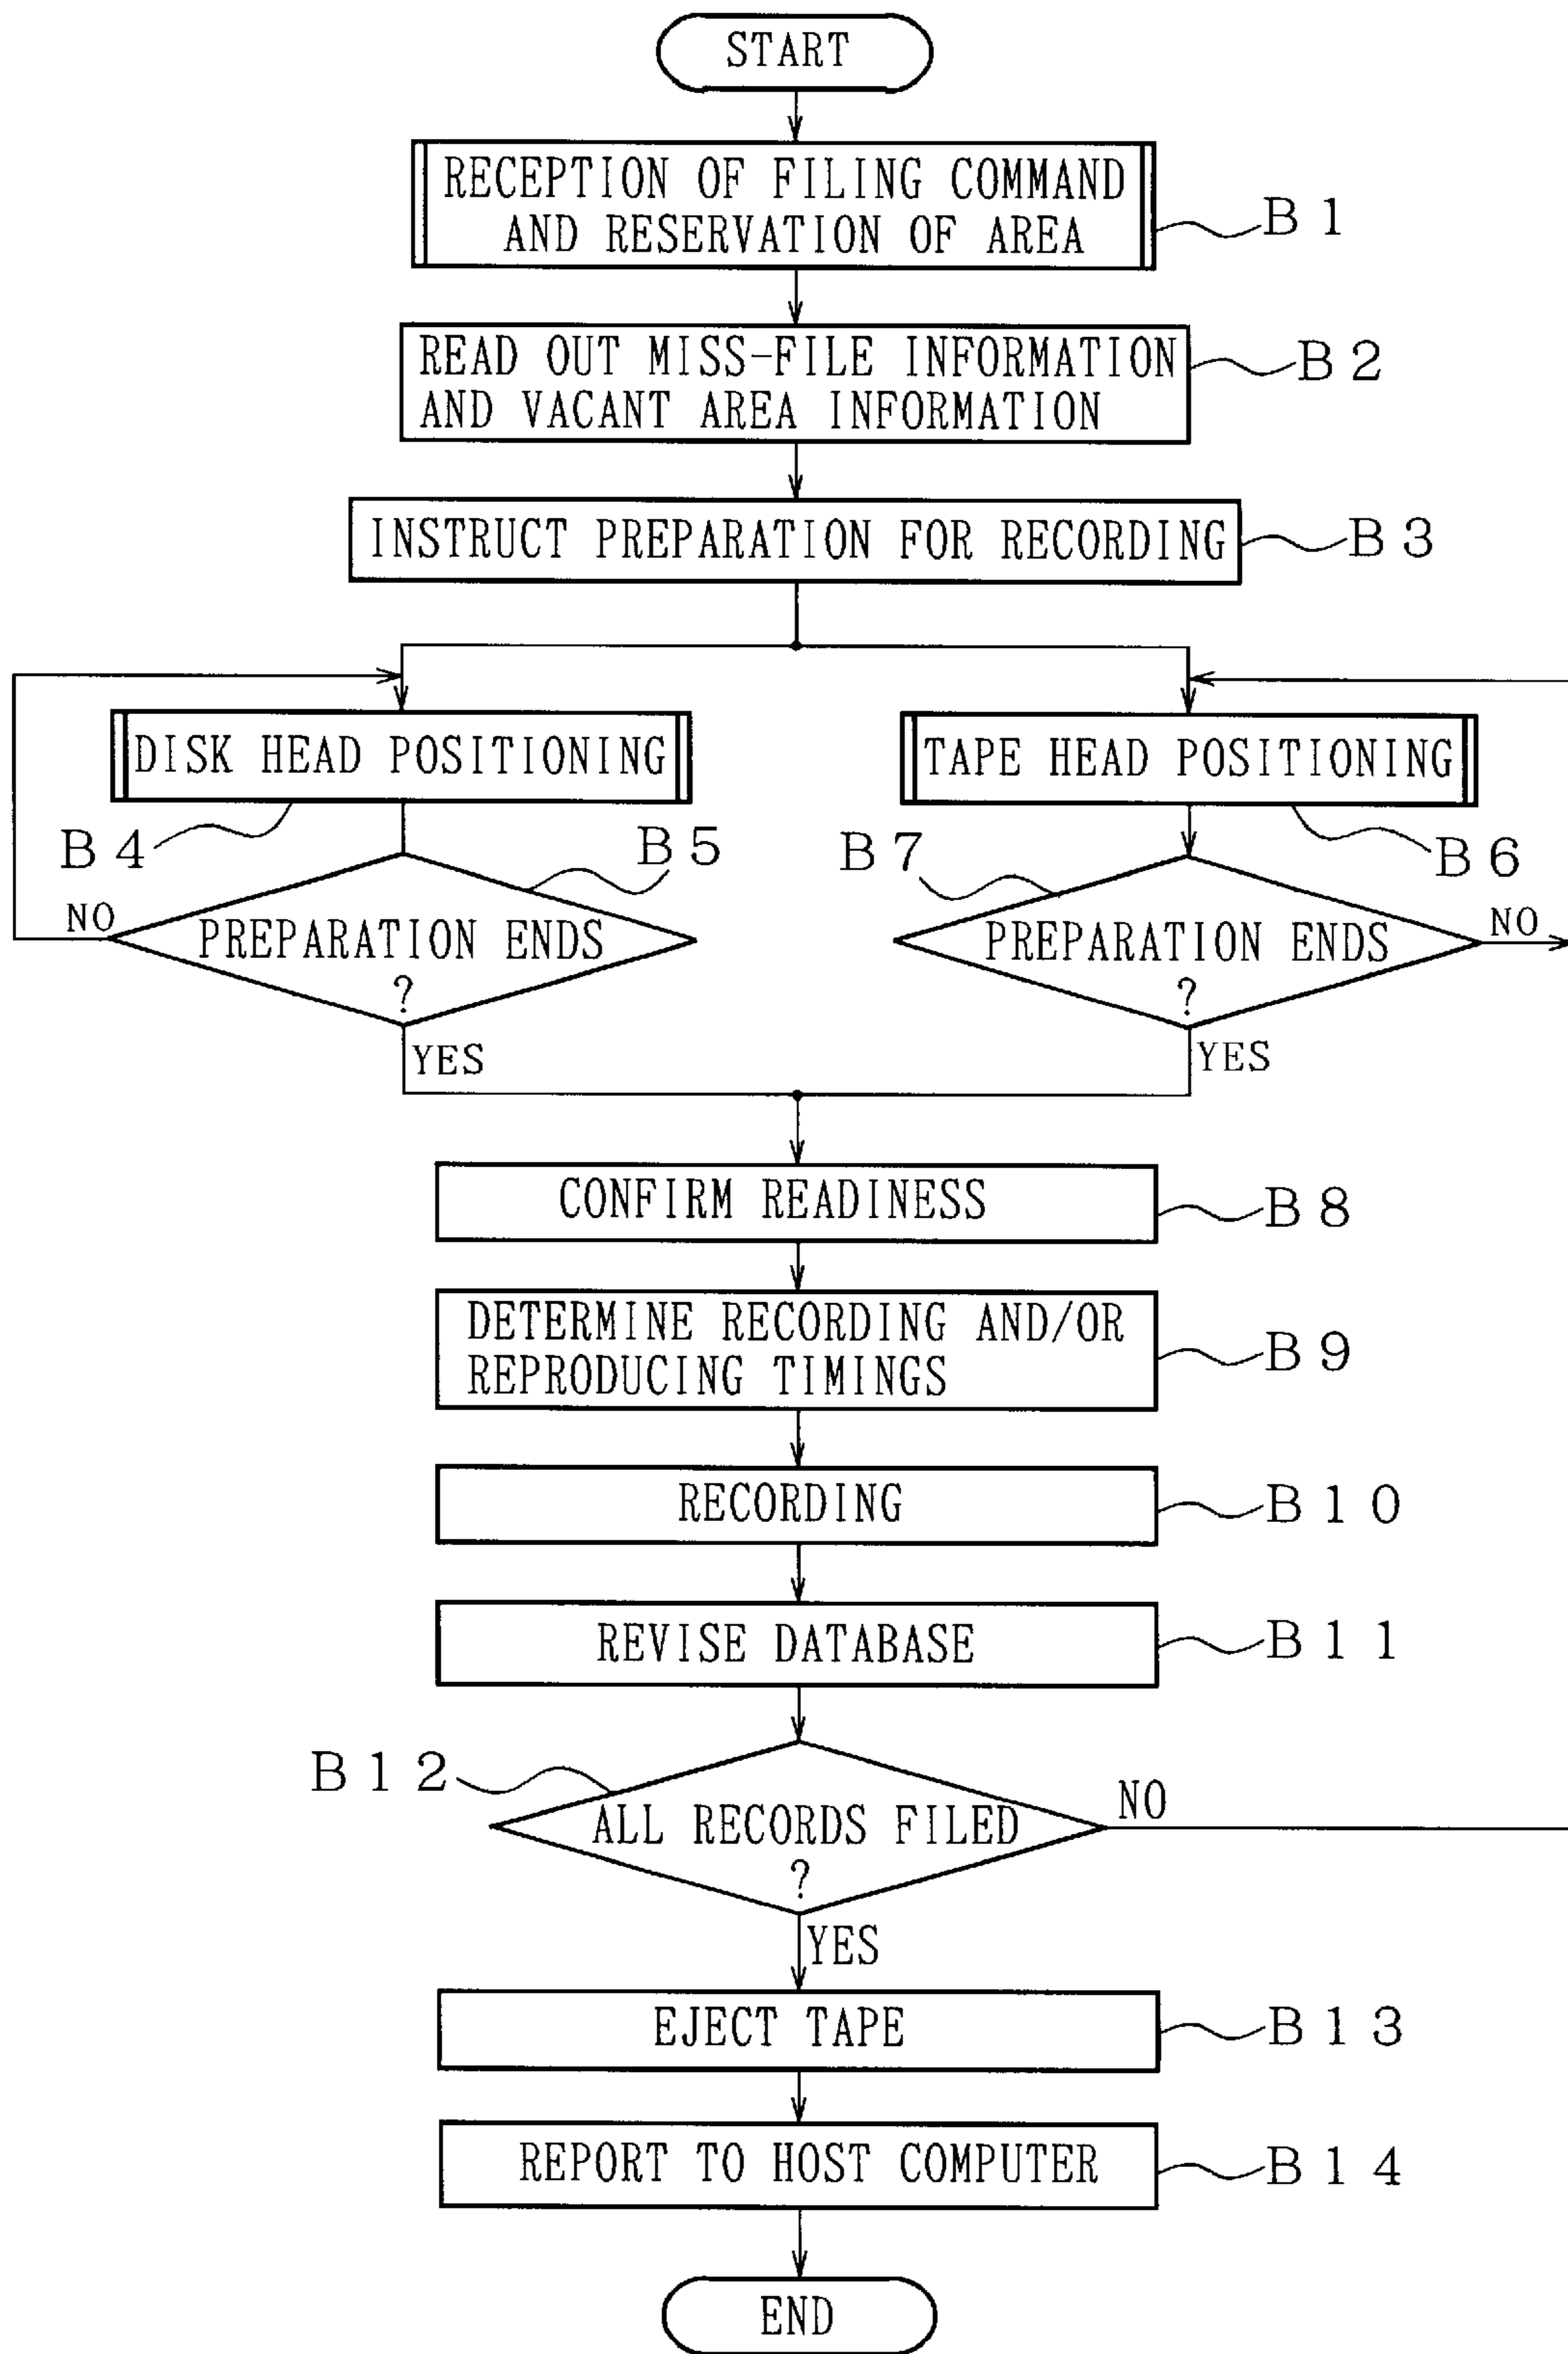 START
RECEPTION OF FILING COMMAND
AND RESERVATION OF AREA
B1
READ OUT MISS-FILE INFORMATION
AND VACANT AREA INFORMATION
B2
INSTRUCT PREPARATION FOR RECORDING
B3
DISK HEAD POSITIONING
TAPE HEAD POSITIONING
B4
B5
B7
B6
NO
PREPARATION ENDS
?
YES
PREPARATION ENDS
?
NO
YES
CONFIRM READINESS
B8
DETERMINE RECORDING AND/OR
REPRODUCING TIMINGS
B9
RECORDING
B10
REVISE DATABASE
B11
B12
ALL RECORDS FILED
?
NO
YES
EJECT TAPE
B13
REPORT TO HOST COMPUTER
B14
END